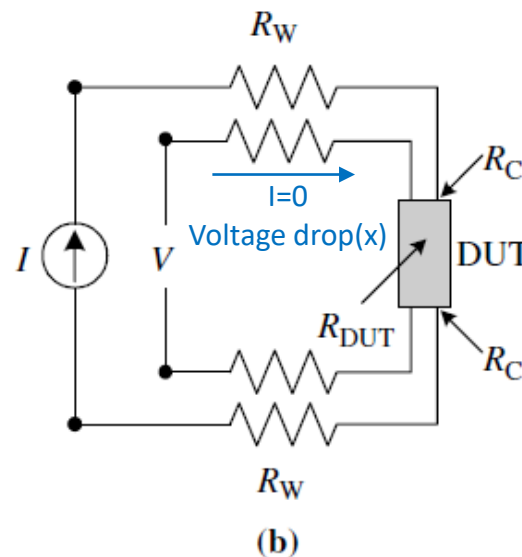 R_W
I=0
Voltage drop(x)
I
V
R_C
DUT
R_DUT
R_C
R_W
(b)